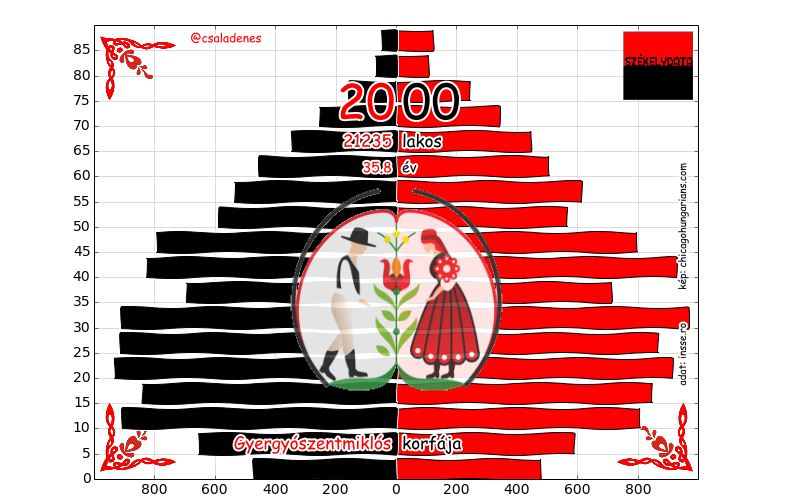 @csaladenes
SZÉKELYDATA
2000
21235 lakos
35.8 év
kép: chicagohungarians.com
adat: insse.ro
Gyergyószentmiklós korfája
85
80
75
70
65
60
55
50
45
40
35
30
25
20
15
10
5
0
800 600 400 200 0 200 400 600 800